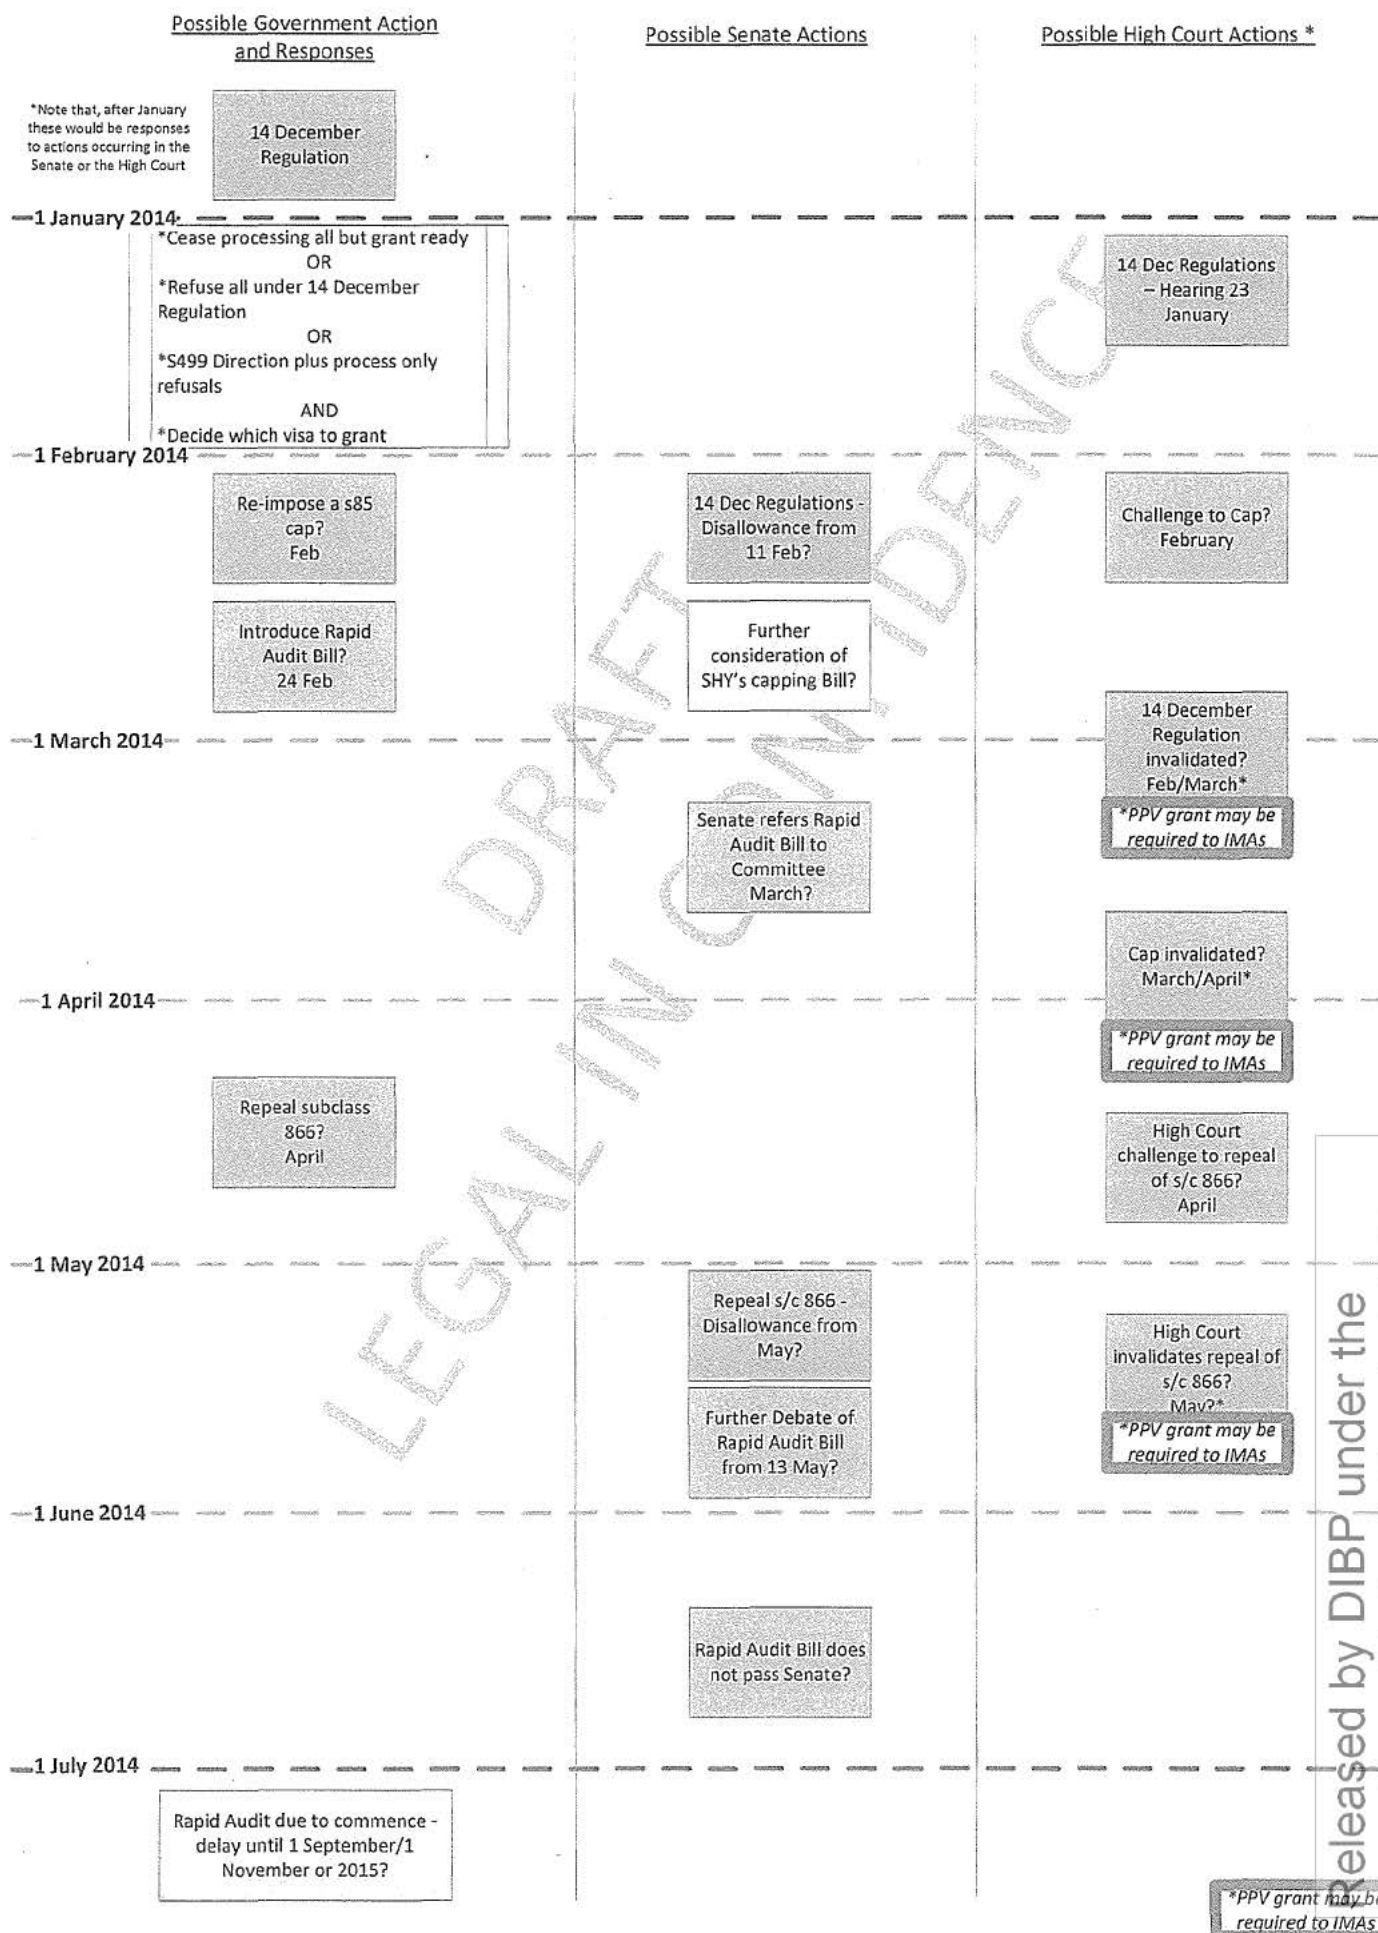 Possible Government Action
and Responses
Possible Senate Actions
Possible High Court Actions *
*Note that, after January
these would be responses
to actions occurring in the
Senate or the High Court
14 December
Regulation
1 January 2014
*Cease processing all but grant ready
OR
*Refuse all under 14 December
Regulation
OR
*S499 Direction plus process only
refusals
AND
*Decide which visa to grant
14 Dec Regulations
– Hearing 23
January
1 February 2014
Re-impose a s85
cap?
Feb
14 Dec Regulations -
Disallowance from
11 Feb?
Challenge to Cap?
February
Introduce Rapid
Audit Bill?
24 Feb
Further
consideration of
SHY's capping Bill?
14 December
Regulation
invalidated?
Feb/March*
*PPV grant may be
required to IMAs
1 March 2014
Senate refers Rapid
Audit Bill to
Committee
March?
Cap invalidated?
March/April*
*PPV grant may be
required to IMAs
1 April 2014
Repeal subclass
866?
April
High Court
challenge to repeal
of s/c 866?
April
1 May 2014
Repeal s/c 866 -
Disallowance from
May?
High Court
invalidates repeal of
s/c 866?
May?*
*PPV grant may be
required to IMAs
Further Debate of
Rapid Audit Bill
from 13 May?
1 June 2014
Rapid Audit Bill does
not pass Senate?
1 July 2014
Rapid Audit due to commence -
delay until 1 September/1
November or 2015?
*PPV grant may be
required to IMAs
DRAFT
LEGAL IN CONFIDENCE
Released by DIBP under the